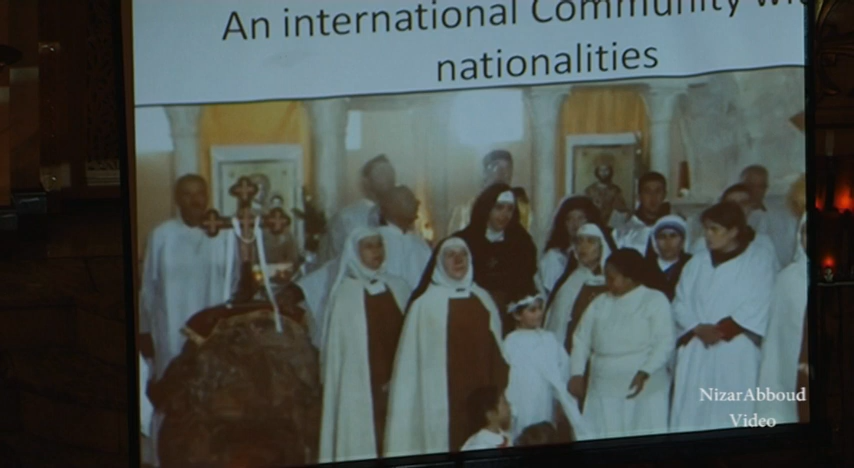 An international Community
nationalities
NizarAbboud
Video